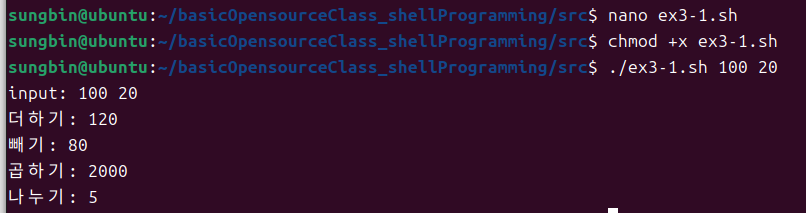 sungbin@ubuntu:~/basicOpensourceClass_shellProgramming/src$ nano ex3-1.sh
sungbin@ubuntu:~/basicOpensourceClass_shellProgramming/src$ chmod +x ex3-1.sh
sungbin@ubuntu:~/basicOpensourceClass_shellProgramming/src$ ./ex3-1.sh 100 20
input: 100 20
더하기: 120
빼기: 80
곱하기: 2000
나누기: 5